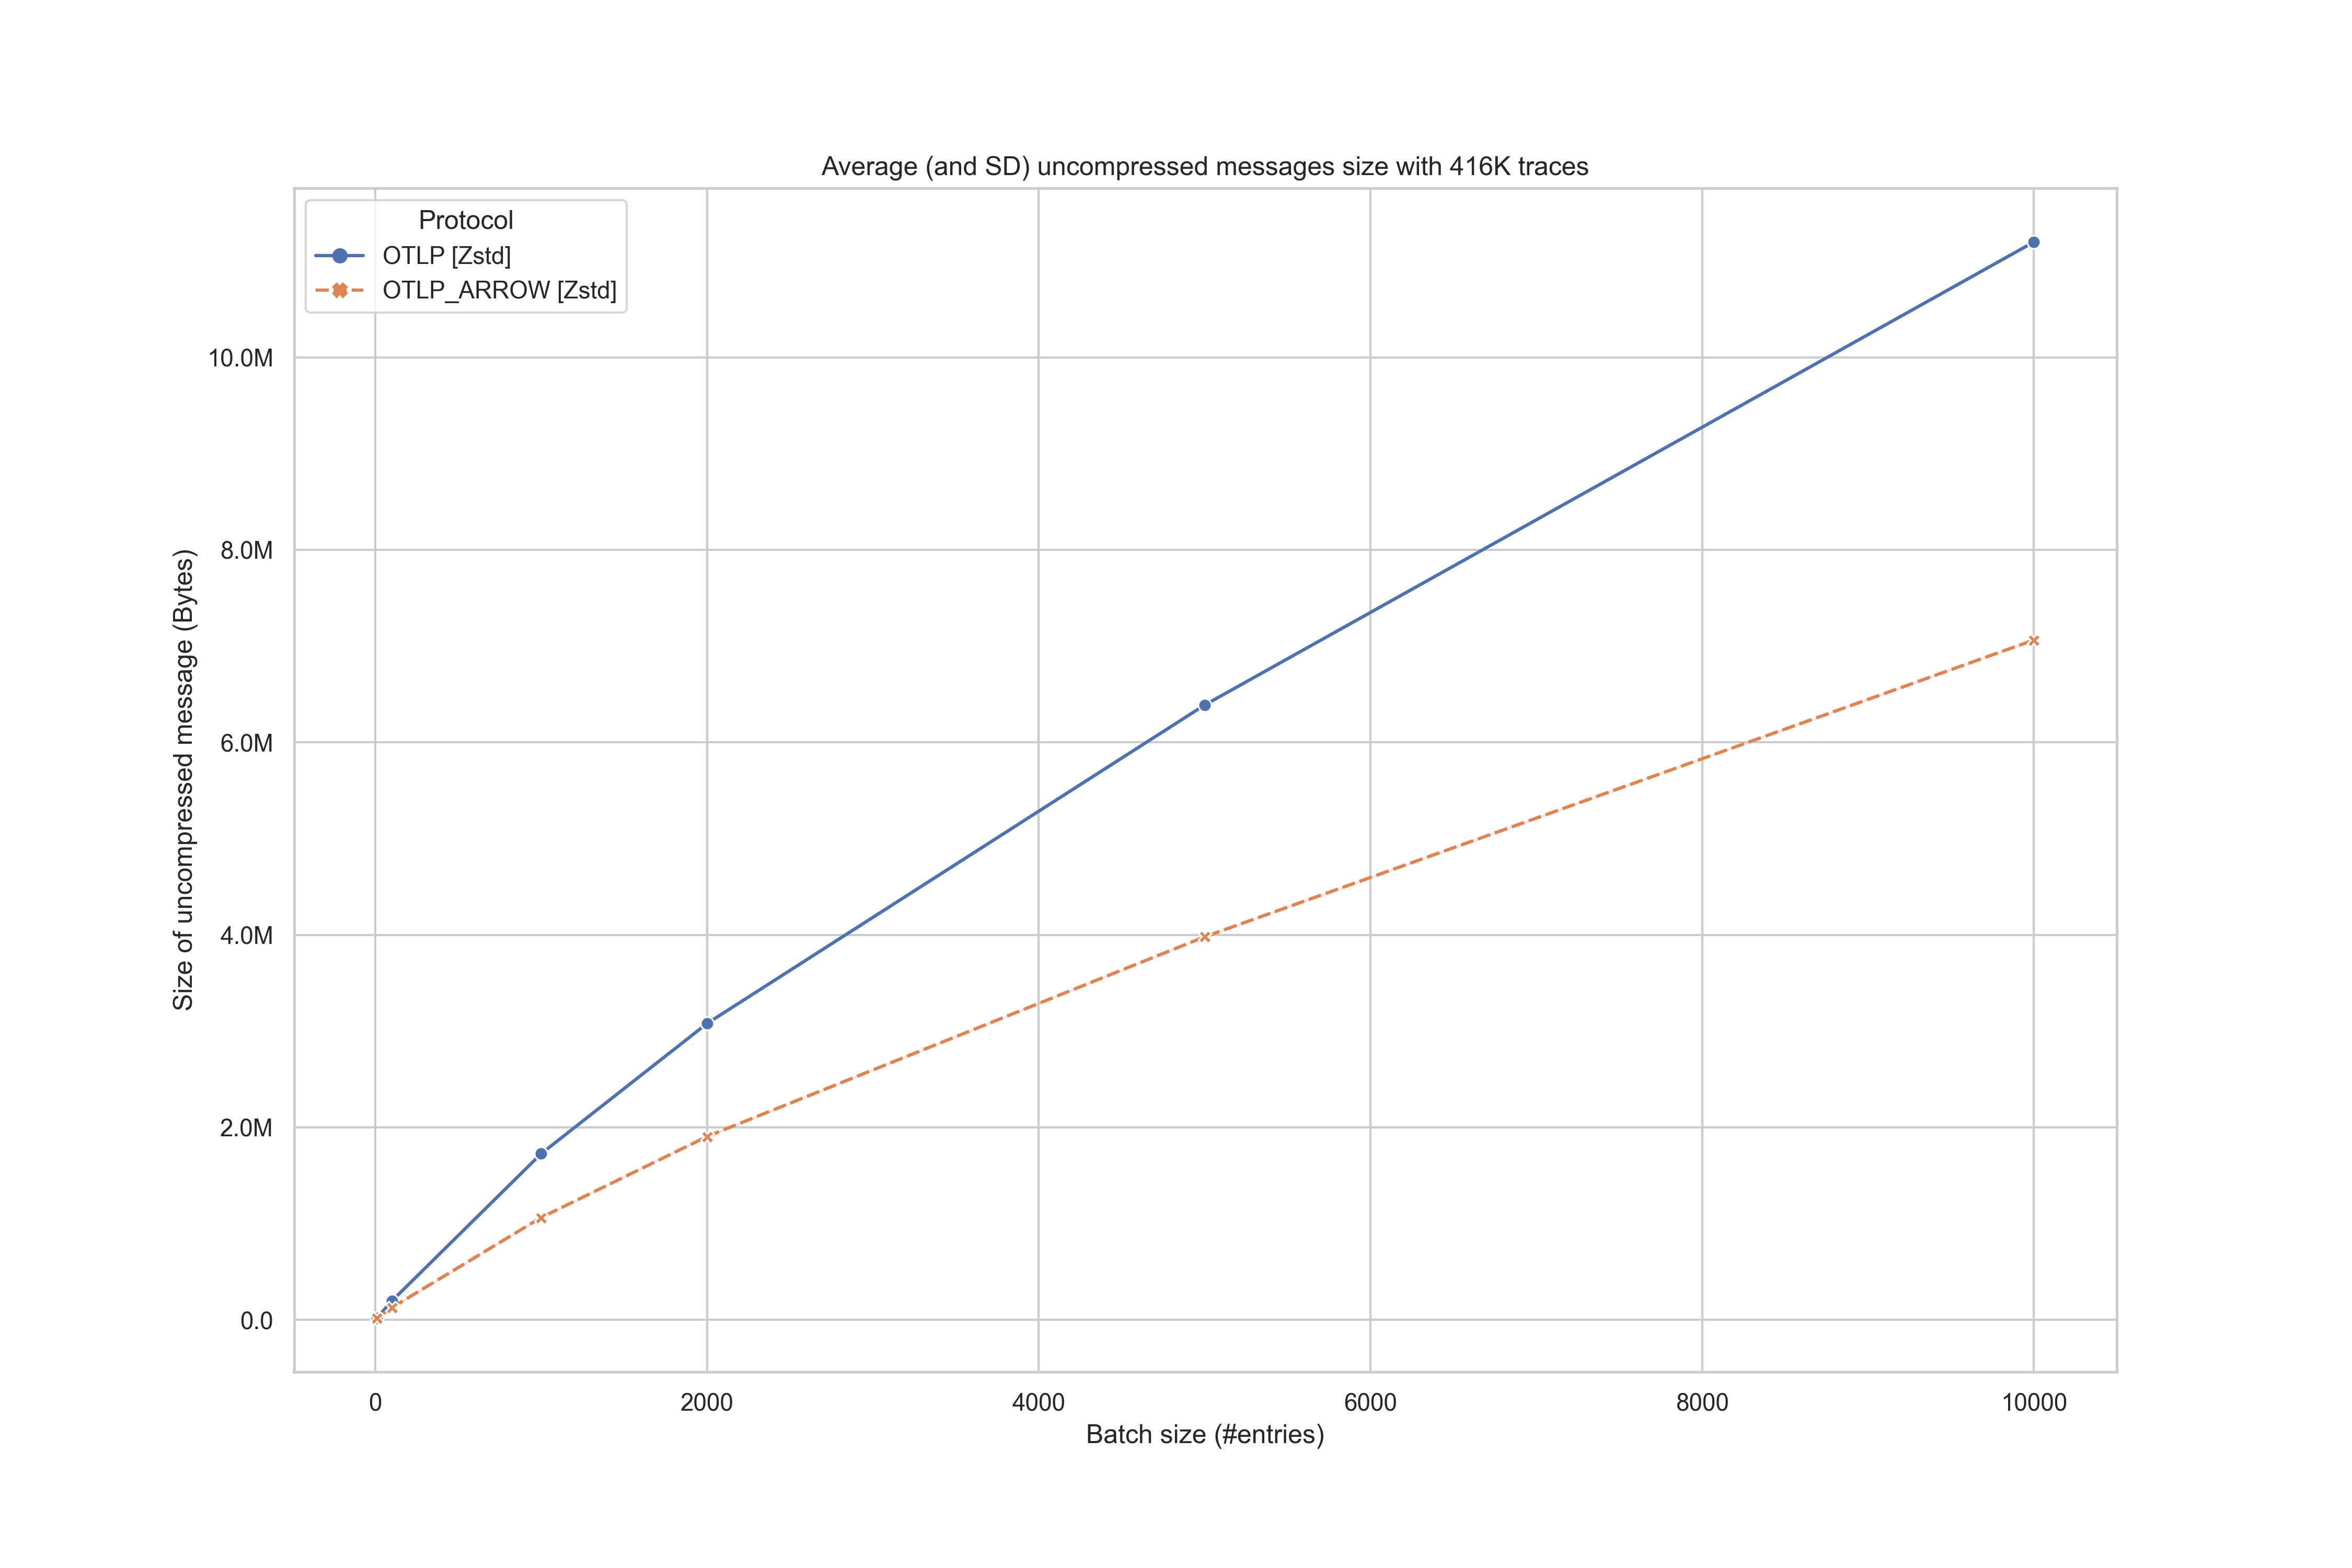 Average (and SD) uncompressed messages size with 416K traces
Protocol
OTLP [Zstd]
OTLP_ARROW [Zstd]
10.0M
8.0M
6.0M
4.0M
2.0M
0.0
Size of uncompressed message (Bytes)
0 2000 4000 6000 8000 10000
Batch size (#entries)